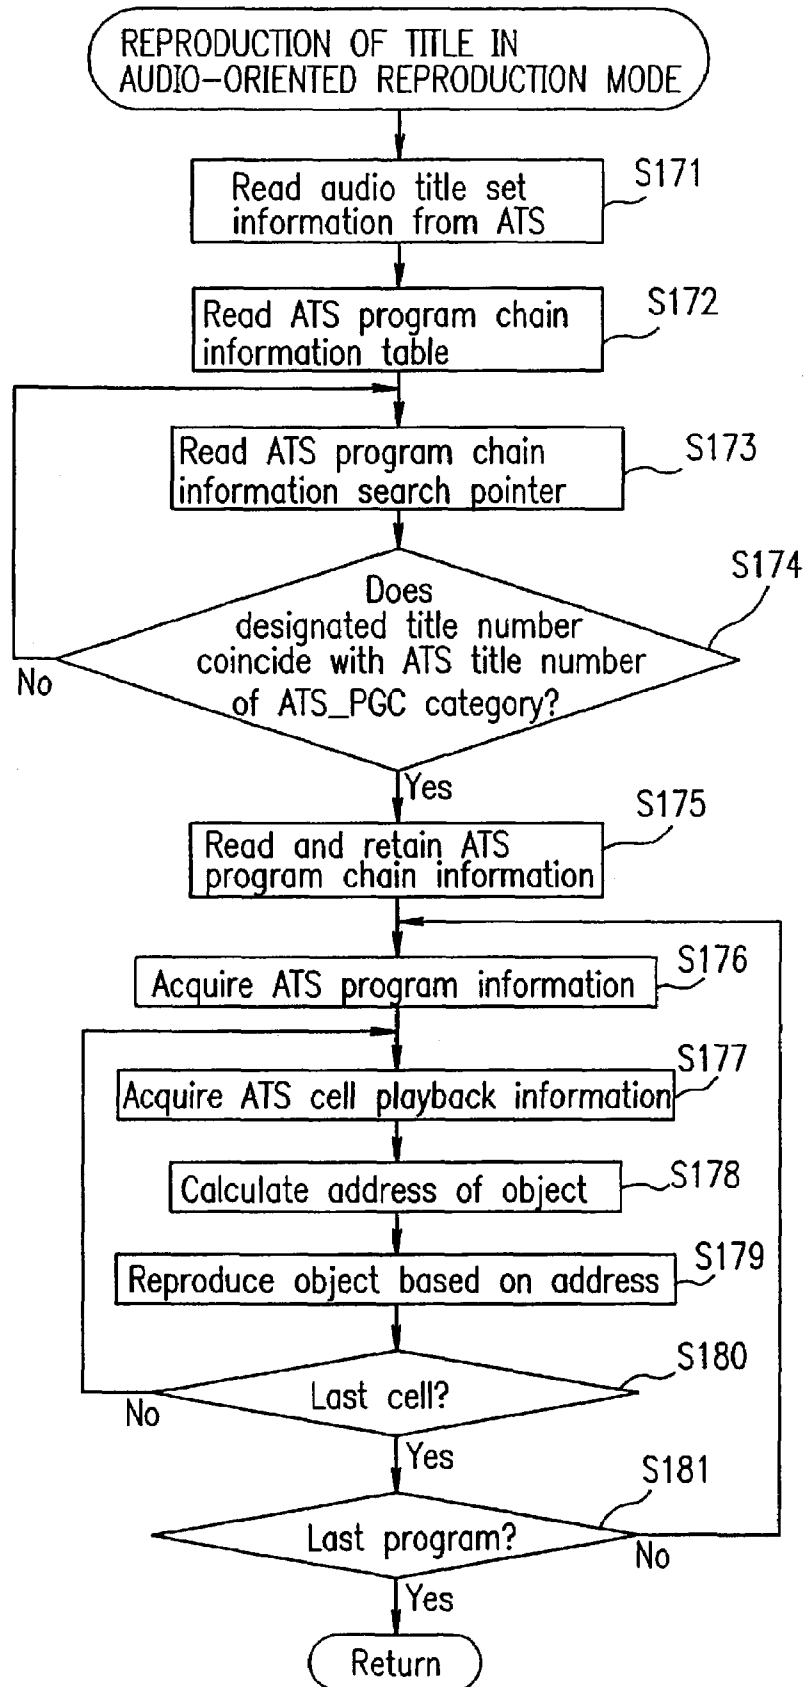 REPRODUCTION OF TITLE IN
AUDIO-ORIENTED REPRODUCTION MODE
Read audio title set
information from ATS
S171
Read ATS program chain
information table
S172
Read ATS program chain
information search pointer
S173
Does
designated title number
coincide with ATS title number
of ATS_PGC category?
S174
No
Yes
Read and retain ATS
program chain information
S175
Acquire ATS program information
S176
Acquire ATS cell playback information
S177
Calculate address of object
S178
Reproduce object based on address
S179
Last cell?
S180
No
Yes
Last program?
S181
No
Yes
Return